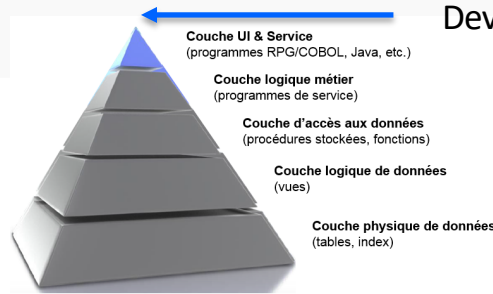 Dev
Couche UI & Service
(programmes RPG/COBOL, Java, etc.)
Couche logique métier
(programmes de service)
Couche d'accès aux données
(procédures stockées, fonctions)
Couche logique de données
(vues)
Couche physique de données
(tables, index)